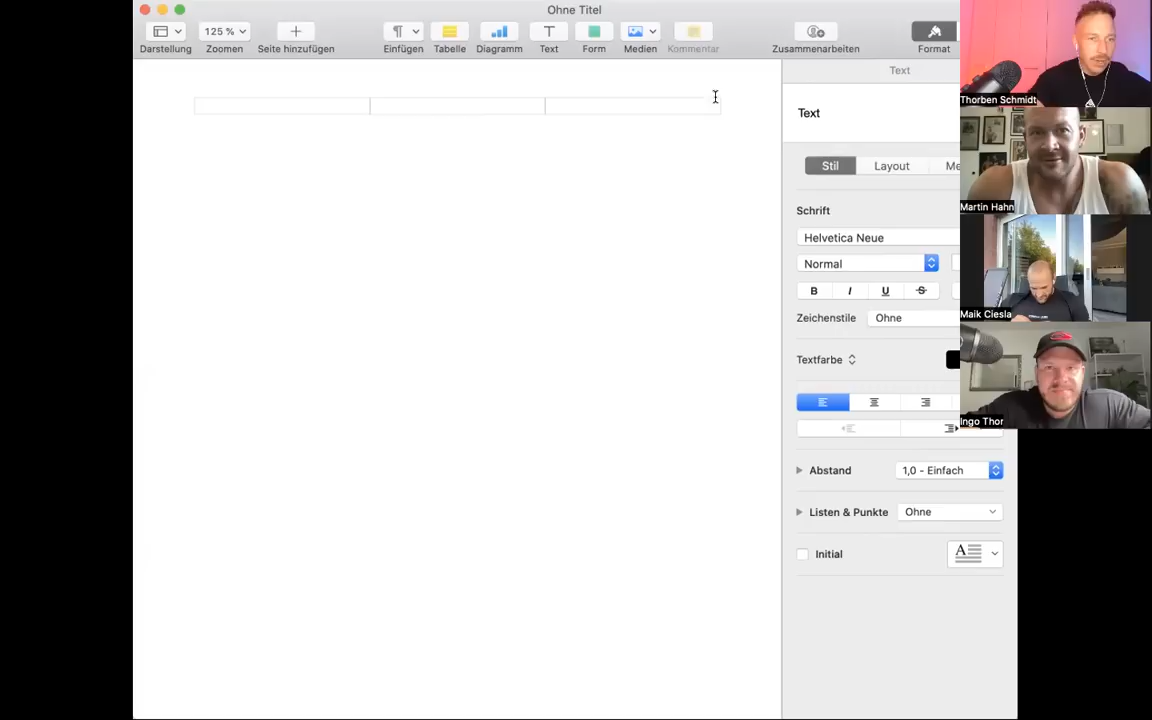 Ohne Titel
125 %
Darstellung
Zoomen
Seite hinzufügen
Einfügen
Tabelle
Diagramm
Text
Form
Medien
Kommentar
Zusammenarbeiten
Format
Text
Text
Stil
Layout
Me
Schrift
Helvetica Neue
Normal
B I U S
Zeichenstile
Ohne
Textfarbe
Abstand
1,0 - Einfach
Listen & Punkte
Ohne
Initial
A
Thorben Schmidt
Martin Hahn
Maik Ciesla
Ingo Thor